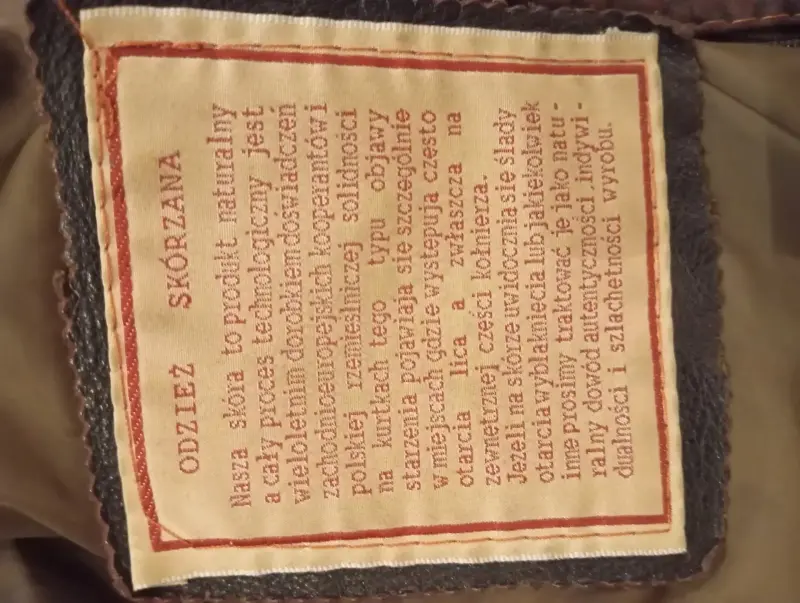 ODZIEŻ SKÓRZANA
Nasza skóra to produkt naturalny
a cały proces technologiczny jest
wieloletnim dorobkiem doświadczeń
zachodnioeuropejskich kooperantów i
polskiej rzemieślniczej solidności
na kurtkach tego typu objawy
starzenia pojawiają się szczególnie
w miejscach gdzie występują często
otarcia lica a zwłaszcza na
zewnętrznej części kołnierza.
Jeżeli na skórze uwidocznia się ślady
otarcia wyblaknięcia lub jakiekolwiek
inne prosimy traktować je jako natu -
ralny dowód autentyczności, indywi -
dualności i szlachetności wyrobu.